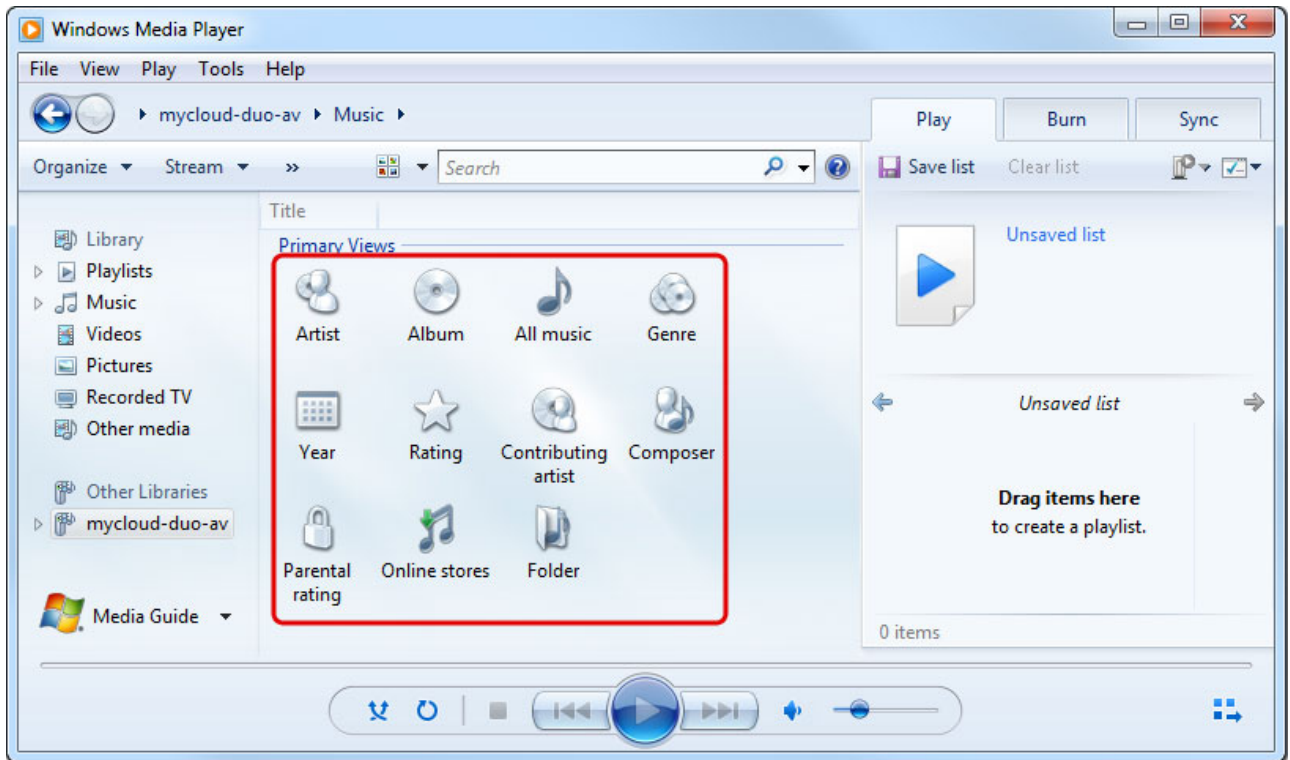 Windows Media Player
File View Play Tools Help
mycloud-duo-av Music
Play Burn Sync
Organize Stream » Search
Save list Clear list
Title
Primary Views
Library
Playlists
Music
Videos
Pictures
Recorded TV
Other media
Other Libraries
mycloud-duo-av
Media Guide
Artist Album All music Genre
Year Rating Contributing artist Composer
Parental rating Online stores Folder
Unsaved list
Unsaved list
Drag items here
to create a playlist.
0 items